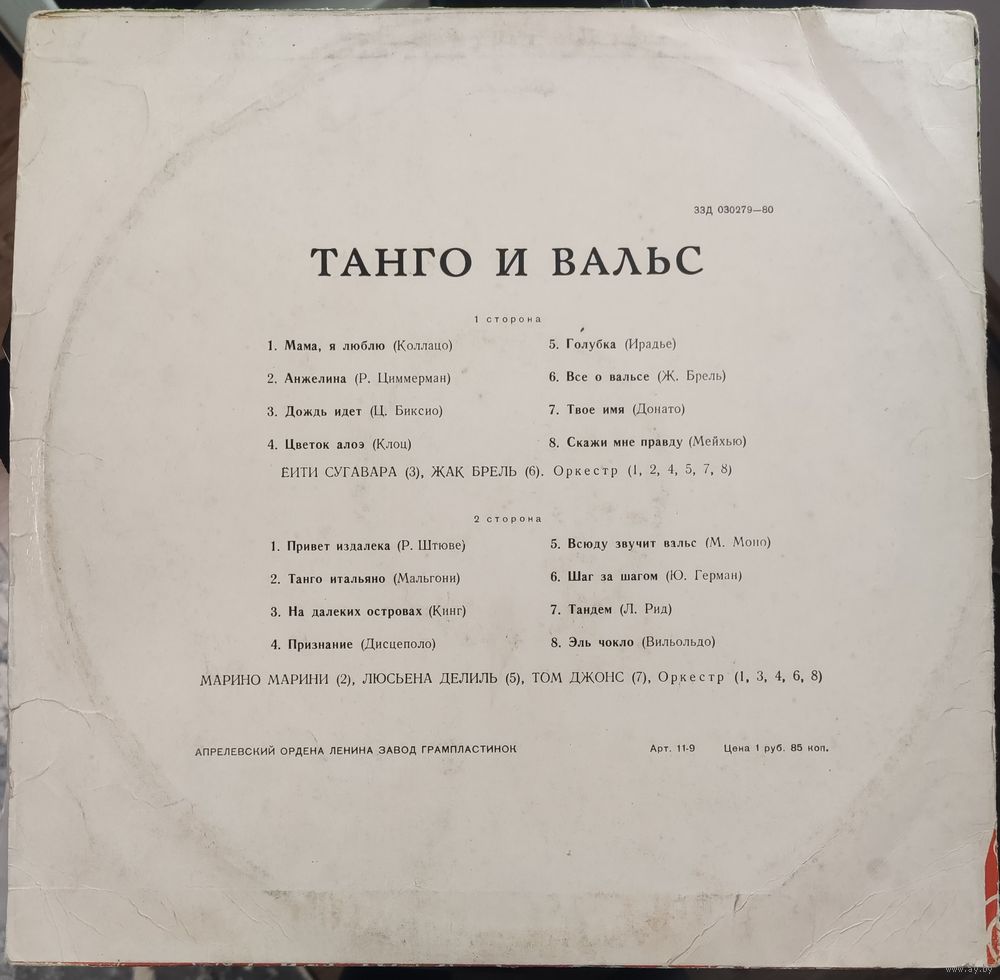 33Д 030279—80
ТАНГО И ВАЛЬС
1 сторона
1. Мама, я люблю (Коллацо)
2. Анжелина (Р. Циммерман)
3. Дождь идет (Ц. Биксио)
4. Цветок алоэ (Клоц)
5. Голубка (Ирадье)
6. Все о вальсе (Ж. Брель)
7. Твое имя (Донато)
8. Скажи мне правду (Мейхью)
ЕИТИ СУГАВАРА (3), ЖАК БРЕЛЬ (6). Оркестр (1, 2, 4, 5, 7, 8)
2 сторона
1. Привет издалека (Р. Штюве)
2. Танго итальяно (Мальгони)
3. На далеких островах (Кинг)
4. Признание (Дисцеполо)
5. Всюду звучит вальс (М. Моно)
6. Шаг за шагом (Ю. Герман)
7. Тандем (Л. Рид)
8. Эль чокло (Вильольдо)
МАРИНО МАРИНИ (2), ЛЮСЬЕНА ДЕЛИЛЬ (5), ТОМ ДЖОНС (7), Оркестр (1, 3, 4, 6, 8)
АПРЕЛЕВСКИЙ ОРДЕНА ЛЕНИНА ЗАВОД ГРАМПЛАСТИНОК Арт. 11-9 Цена 1 руб. 85 коп.
www.ay.by